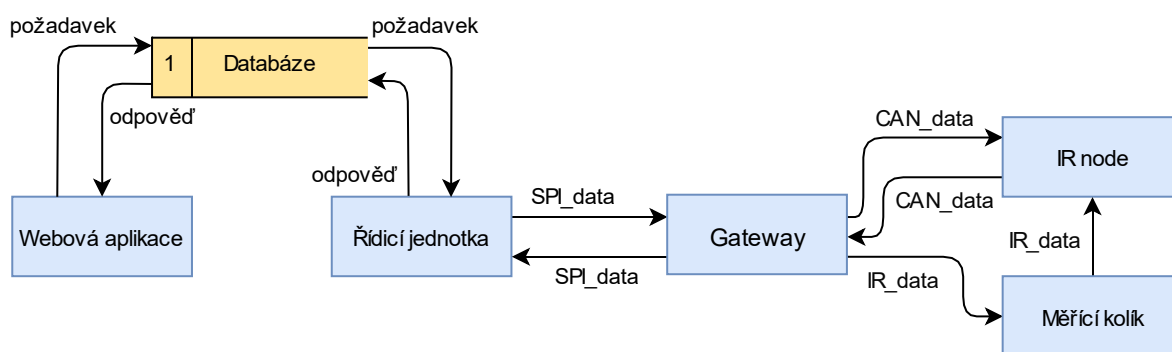 požadavek
požadavek
1
Databáze
odpověď
odpověď
CAN_data
IR node
CAN_data
SPI_data
Webová aplikace
Řídicí jednotka
Gateway
IR_data
SPI_data
IR_data
Měřící kolík